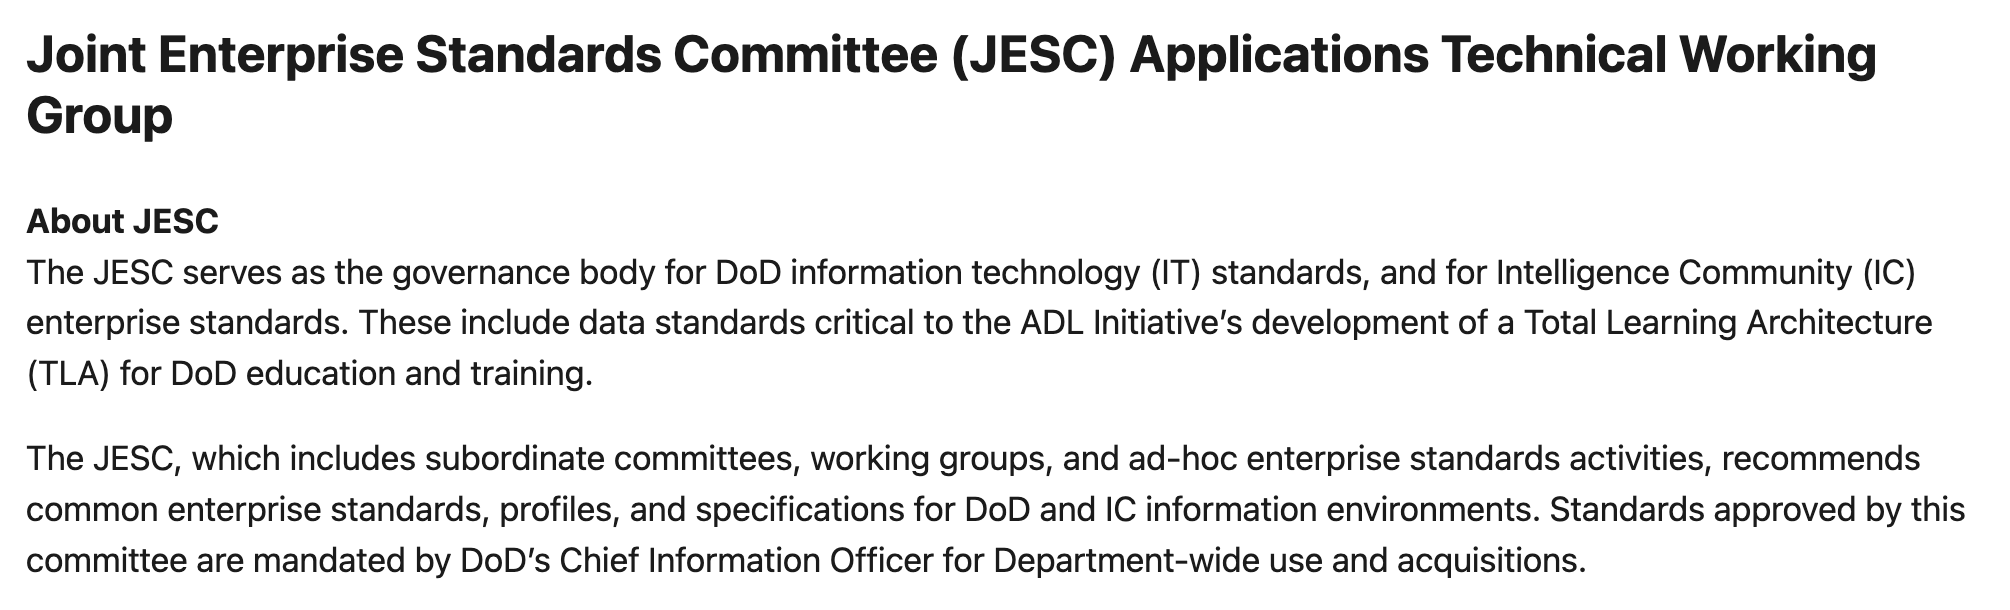 Joint Enterprise Standards Committee (JESC) Applications Technical Working
Group
About JESC
The JESC serves as the governance body for DoD information technology (IT) standards, and for Intelligence Community (IC)
enterprise standards. These include data standards critical to the ADL Initiative’s development of a Total Learning Architecture
(TLA) for DoD education and training.
The JESC, which includes subordinate committees, working groups, and ad-hoc enterprise standards activities, recommends
common enterprise standards, profiles, and specifications for DoD and IC information environments. Standards approved by this
committee are mandated by DoD’s Chief Information Officer for Department-wide use and acquisitions.